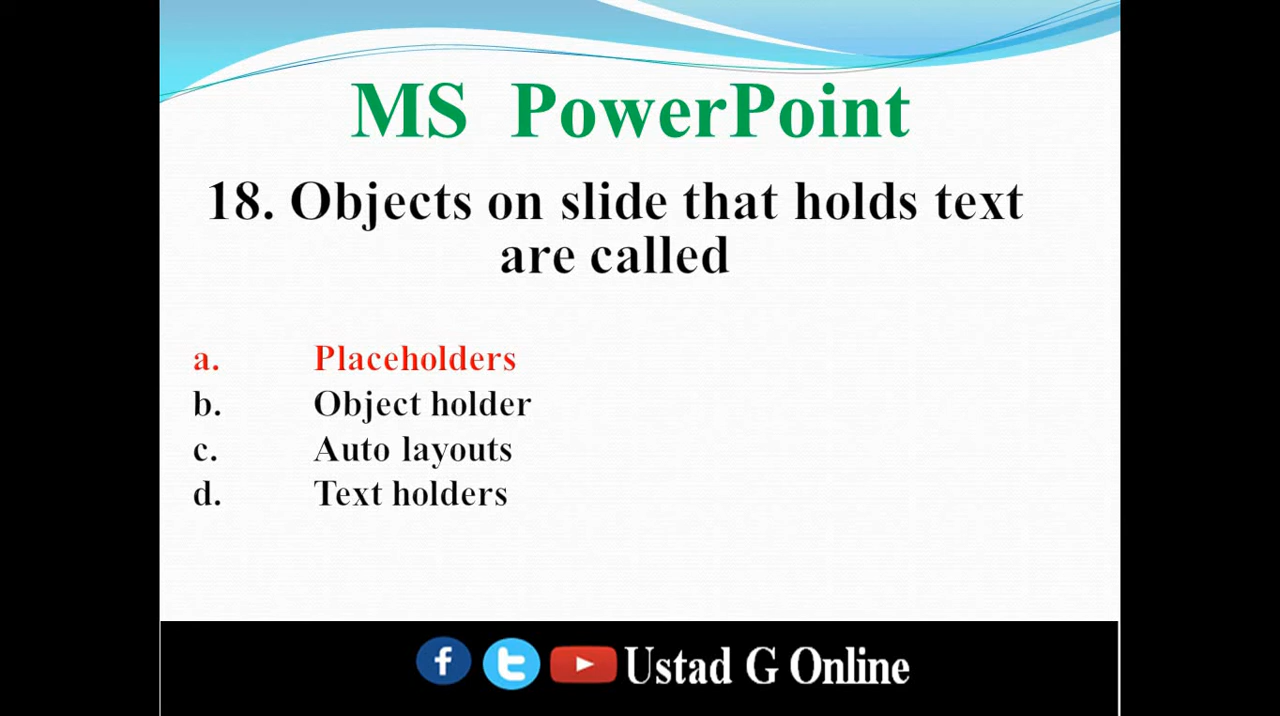 MS PowerPoint
18. Objects on slide that holds text
are called
a. Placeholders
b. Object holder
c. Auto layouts
d. Text holders
Ustad G Online